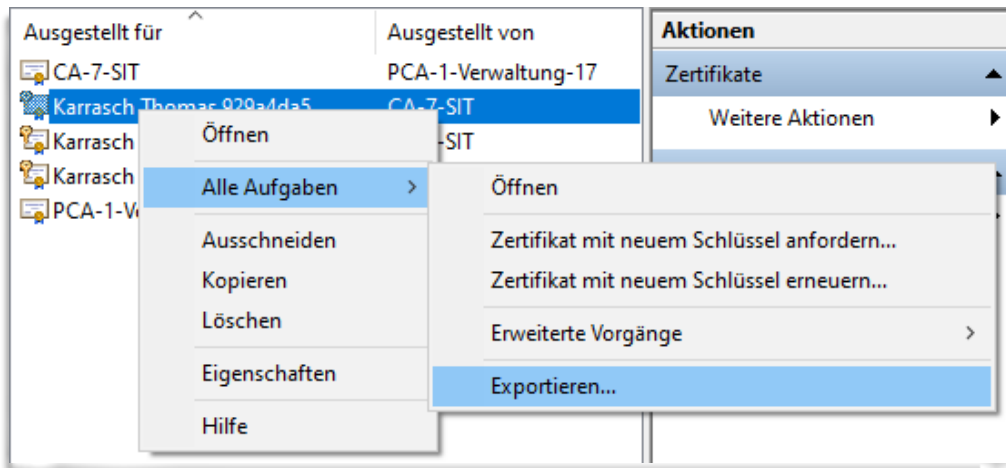 Ausgestellt für
Ausgestellt von
Aktionen
CA-7-SIT
PCA-1-Verwaltung-17
Zertifikate
Karrasch Thomas 929a4da5
CA-7-SIT
Weitere Aktionen
Karrasch
Öffnen
-SIT
Karrasch
Alle Aufgaben
Öffnen
PCA-1-Ve
Ausschneiden
Zertifikat mit neuem Schlüssel anfordern...
Kopieren
Zertifikat mit neuem Schlüssel erneuern...
Löschen
Erweiterte Vorgänge
Eigenschaften
Exportieren...
Hilfe